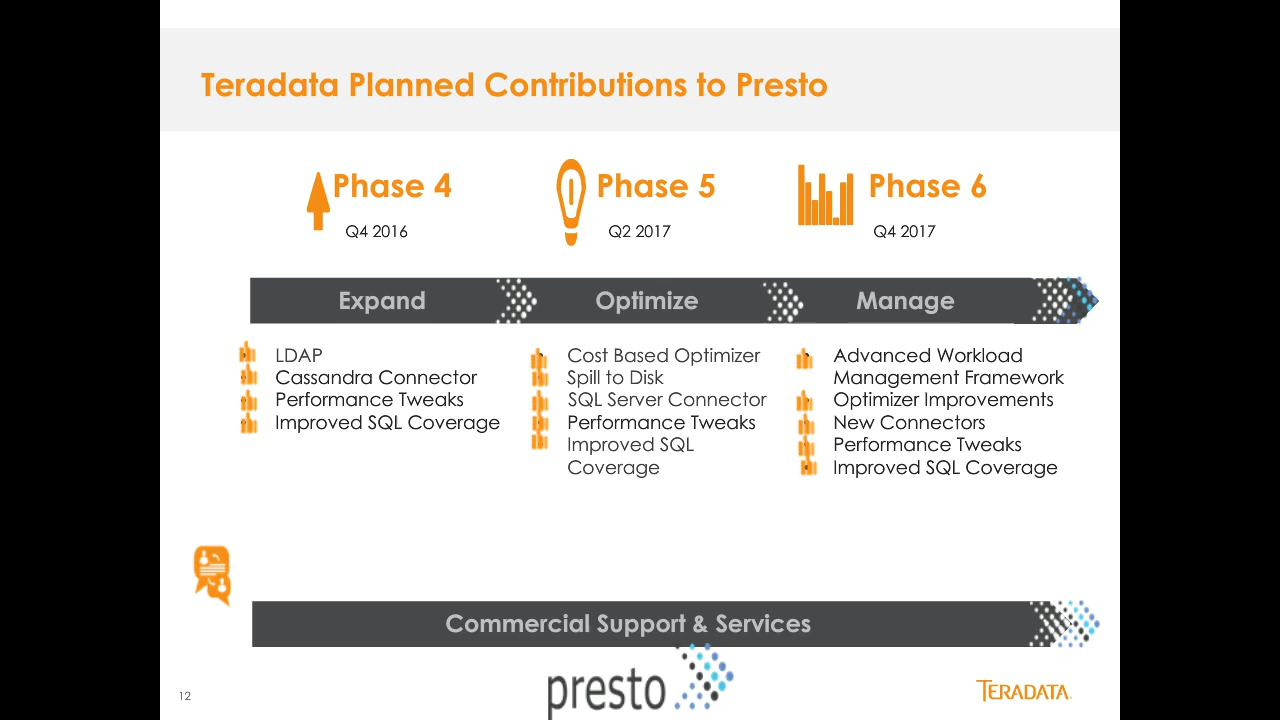 Teradata Planned Contributions to Presto
Phase 4
Q4 2016
Phase 5
Q2 2017
Phase 6
Q4 2017
Expand
Optimize
Manage
LDAP
Cassandra Connector
Performance Tweaks
Improved SQL Coverage
Cost Based Optimizer
Spill to Disk
SQL Server Connector
Performance Tweaks
Improved SQL
Coverage
Advanced Workload
Management Framework
Optimizer Improvements
New Connectors
Performance Tweaks
Improved SQL Coverage
Commercial Support & Services
presto
12
TERADATA